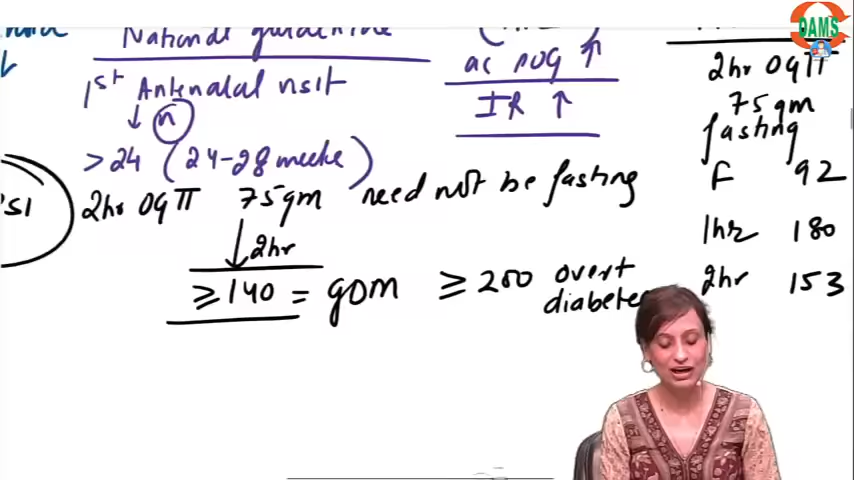 National guideline
1st Antenatal visit
n
>24 (24-28 weeks)
2hr OGTT 75gm need not be fasting
2hr
≥140 = GDM ≥200 overt
diabetes
ac POG ↑
IR ↑
DAMS
2hr OGTT
75gm
fasting
F 92
1hr 180
2hr 153